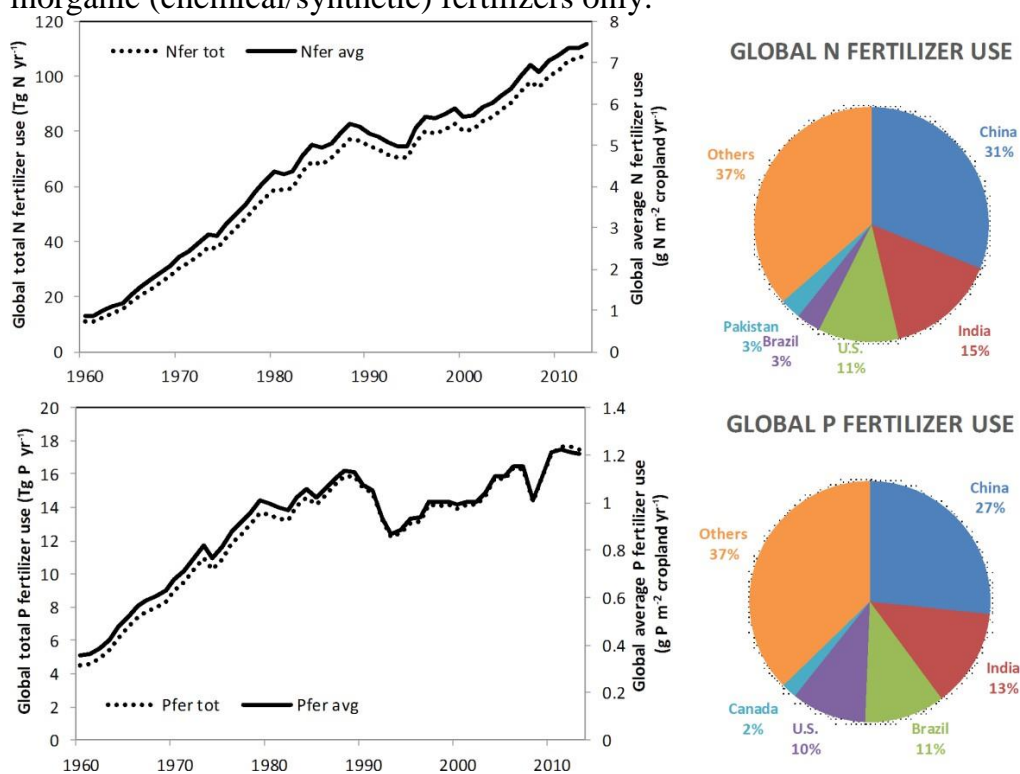 inorganic (chemical/synthetic) fertilizers only.
120
100
80
60
40
20
0
Global total N fertilizer use (Tg N yr⁻¹)
Nfer tot
Nfer avg
8
7
6
5
4
3
2
1
0
Global average N fertilizer use
(g N m⁻² cropland yr⁻¹)
1960 1970 1980 1990 2000 2010
GLOBAL N FERTILIZER USE
China
31%
Others
37%
Pakistan
3%
Brazil
3%
U.S.
11%
India
15%
20
18
16
14
12
10
8
6
4
2
0
Global total P fertilizer use (Tg P yr⁻¹)
Pfer tot
Pfer avg
1.4
1.2
1
0.8
0.6
0.4
0.2
0
Global average P fertilizer use
(g P m⁻² cropland yr⁻¹)
1960 1970 1980 1990 2000 2010
GLOBAL P FERTILIZER USE
China
27%
Others
37%
Canada
2%
U.S.
10%
Brazil
11%
India
13%